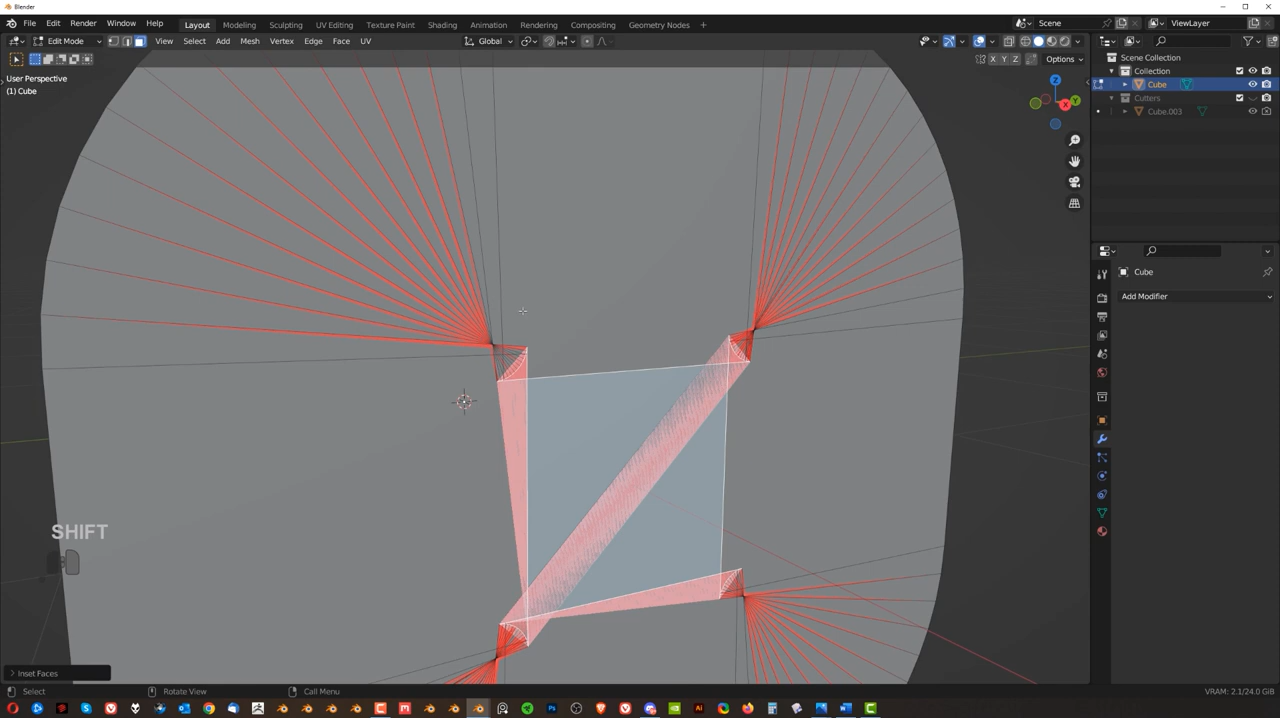 Blender
File Edit Render Window Help Layout Modeling Sculpting UV Editing Texture Paint Shading Animation Rendering Compositing Geometry Nodes + Scene ViewLayer
Edit Mode View Select Add Mesh Vertex Edge Face UV Global
X Y Z Options
User Perspective
(1) Cube
Scene Collection
Collection
Cube
Cutters
Cube.003
Z
Y
X
Cube
Add Modifier
SHIFT
Inset Faces
Select Rotate View Call Menu VRAM: 2.1/24.0 GiB